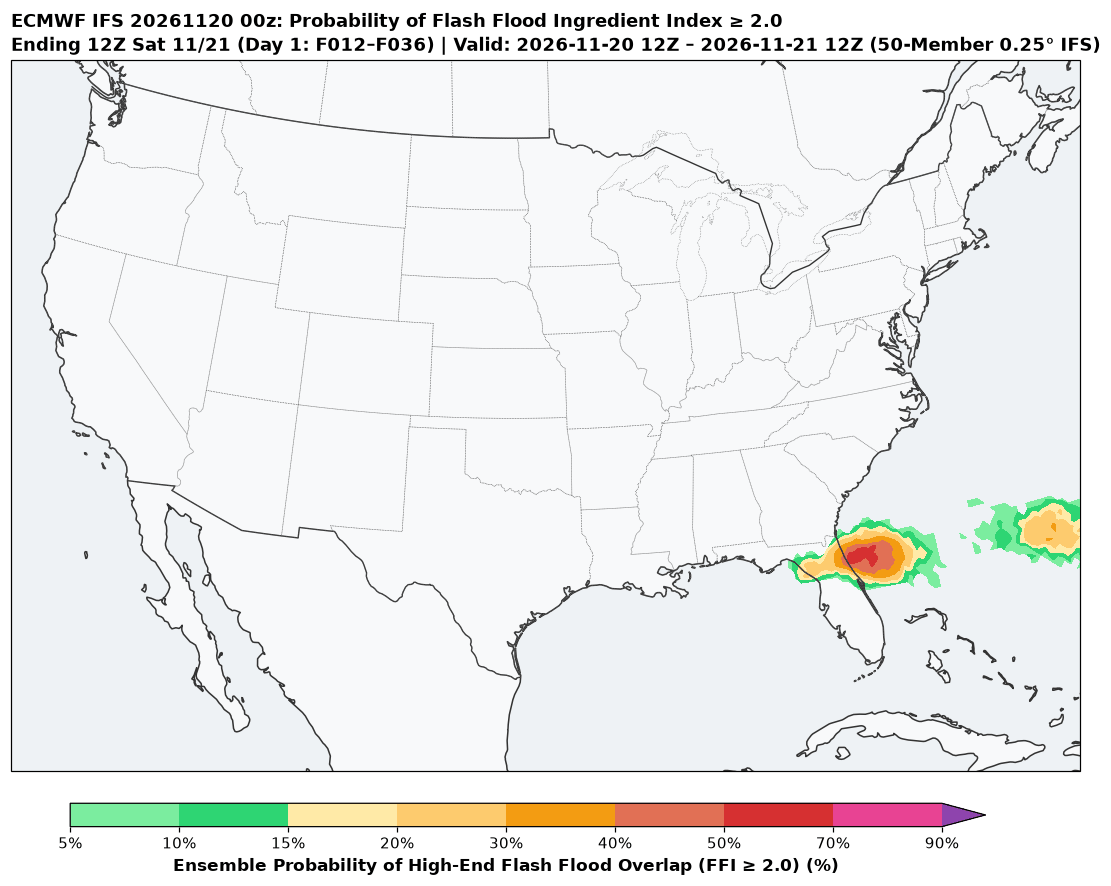 ECMWF IFS 20261120 00z: Probability of Flash Flood Ingredient Index ≥ 2.0
Ending 12Z Sat 11/21 (Day 1: F012–F036) | Valid: 2026-11-20 12Z – 2026-11-21 12Z (50-Member 0.25° IFS)
5% 10% 15% 20% 30% 40% 50% 70% 90%
Ensemble Probability of High-End Flash Flood Overlap (FFI ≥ 2.0) (%)